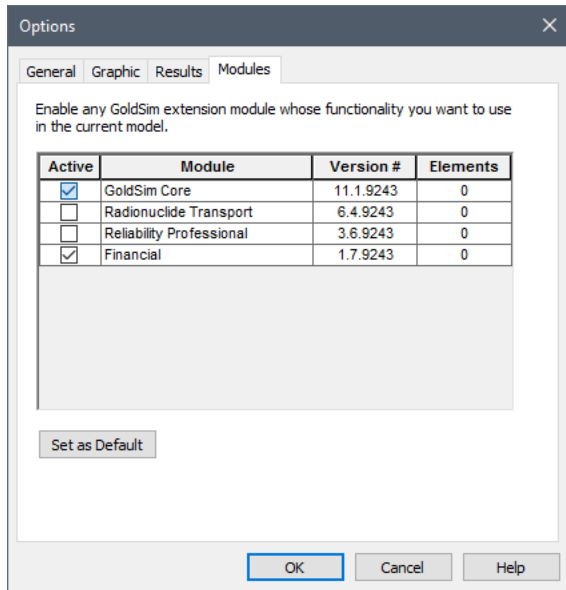 Options
General Graphic Results Modules
Enable any GoldSim extension module whose functionality you want to use
in the current model.
Active Module Version # Elements
GoldSim Core 11.1.9243 0
Radionuclide Transport 6.4.9243 0
Reliability Professional 3.6.9243 0
Financial 1.7.9243 0
Set as Default
OK Cancel Help